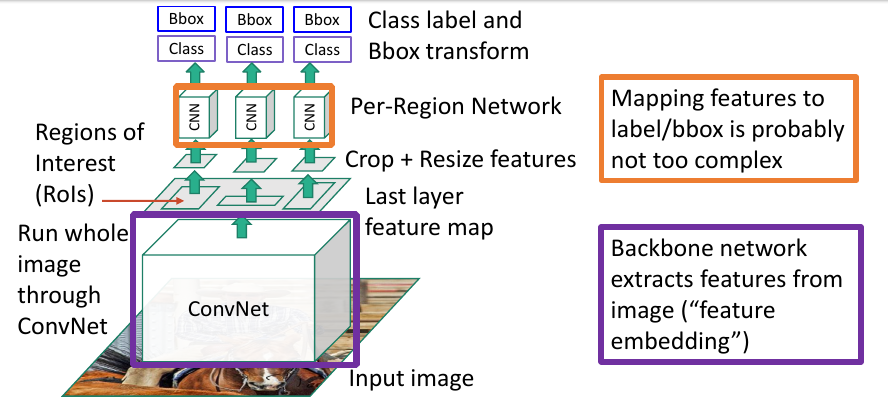 Bbox Bbox Bbox
Class Class Class
Class label and
Bbox transform
CNN CNN CNN
Per-Region Network
Mapping features to
label/bbox is probably
not too complex
Regions of
Interest
(RoIs)
Crop + Resize features
Last layer
feature map
Run whole
image
through
ConvNet
ConvNet
Backbone network
extracts features from
image (“feature
embedding”)
Input image